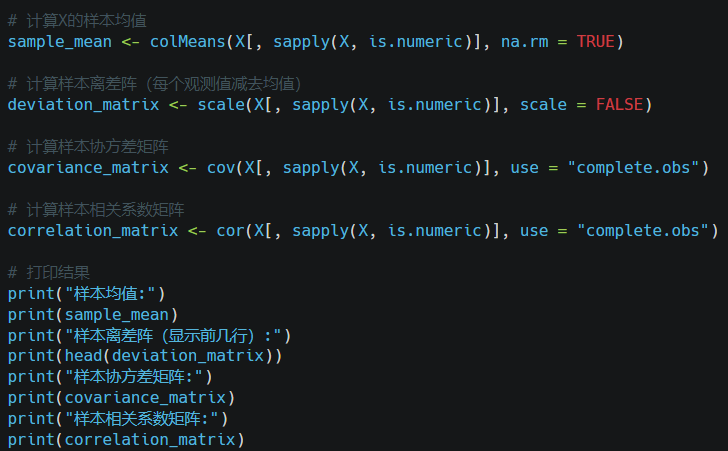 # 计算X的样本均值
sample_mean <- colMeans(X[, sapply(X, is.numeric)], na.rm = TRUE)
# 计算样本离差阵（每个观测值减去均值）
deviation_matrix <- scale(X[, sapply(X, is.numeric)], scale = FALSE)
# 计算样本协方差矩阵
covariance_matrix <- cov(X[, sapply(X, is.numeric)], use = "complete.obs")
# 计算样本相关系数矩阵
correlation_matrix <- cor(X[, sapply(X, is.numeric)], use = "complete.obs")
# 打印结果
print("样本均值:")
print(sample_mean)
print("样本离差阵（显示前几行）:")
print(head(deviation_matrix))
print("样本协方差矩阵:")
print(covariance_matrix)
print("样本相关系数矩阵:")
print(correlation_matrix)